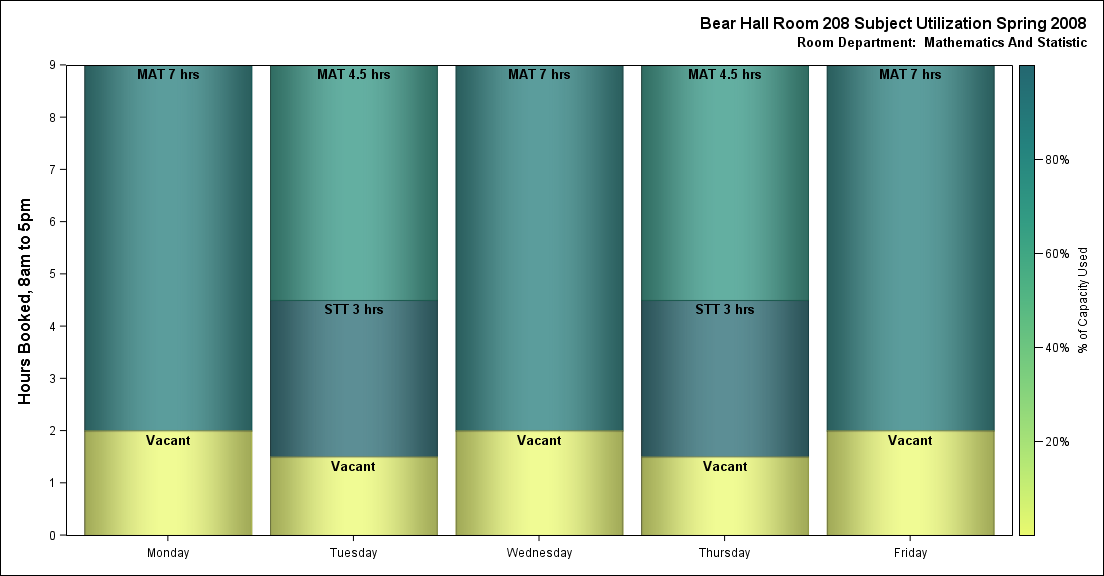 Bear Hall Room 208 Subject Utilization Spring 2008
Room Department:  Mathematics And Statistic
Hours Booked, 8am to 5pm
9
8
7
6
5
4
3
2
1
0
MAT 7 hrs
MAT 4.5 hrs
MAT 7 hrs
MAT 4.5 hrs
MAT 7 hrs
STT 3 hrs
STT 3 hrs
Vacant
Vacant
Vacant
Vacant
Vacant
Monday
Tuesday
Wednesday
Thursday
Friday
80%
60%
40%
20%
% of Capacity Used